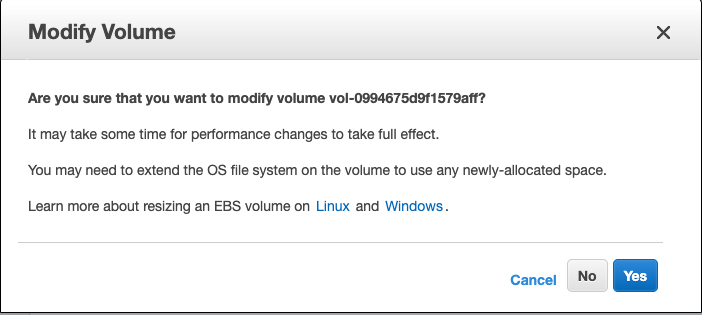 Modify Volume
Are you sure that you want to modify volume vol-0994675d9f1579aff?
It may take some time for performance changes to take full effect.
You may need to extend the OS file system on the volume to use any newly-allocated space.
Learn more about resizing an EBS volume on Linux and Windows.
Cancel No Yes